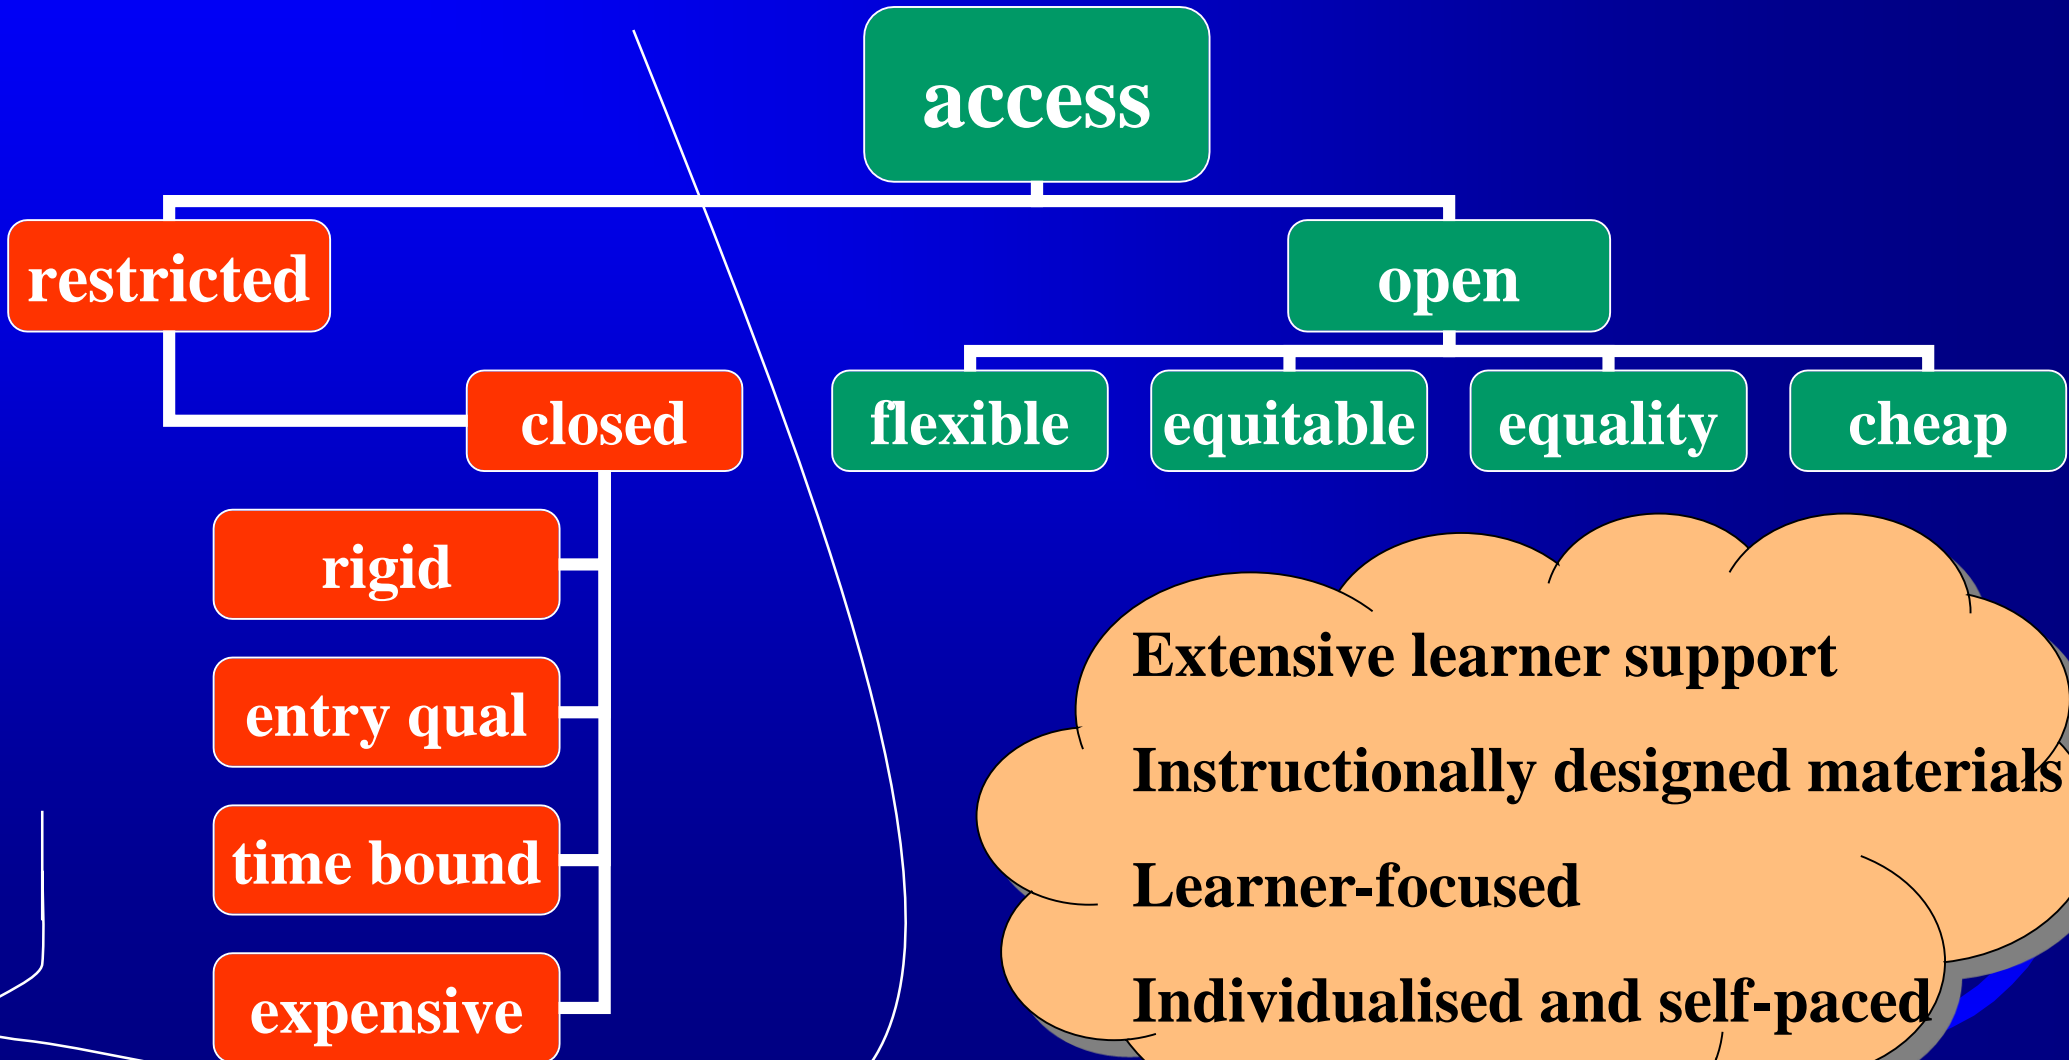 access
restricted
open
closed
flexible
equitable
equality
cheap
rigid
entry qual
time bound
expensive
Extensive learner support
Instructionally designed materials
Learner-focused
Individualised and self-paced